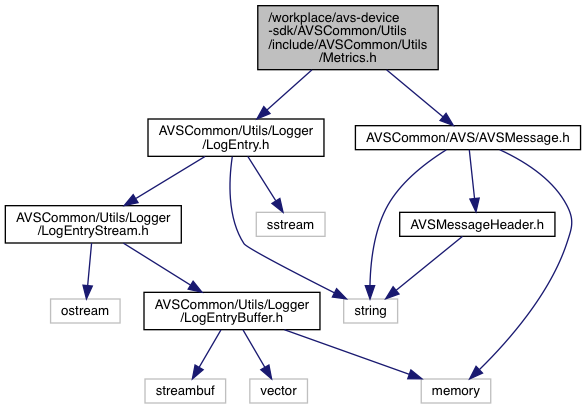 /workplace/avs-device
-sdk/AVSCommon/Utils
/include/AVSCommon/Utils
/Metrics.h
AVSCommon/Utils/Logger
/LogEntry.h
AVSCommon/AVS/AVSMessage.h
AVSCommon/Utils/Logger
/LogEntryStream.h
sstream
AVSMessageHeader.h
ostream
AVSCommon/Utils/Logger
/LogEntryBuffer.h
string
streambuf
vector
memory